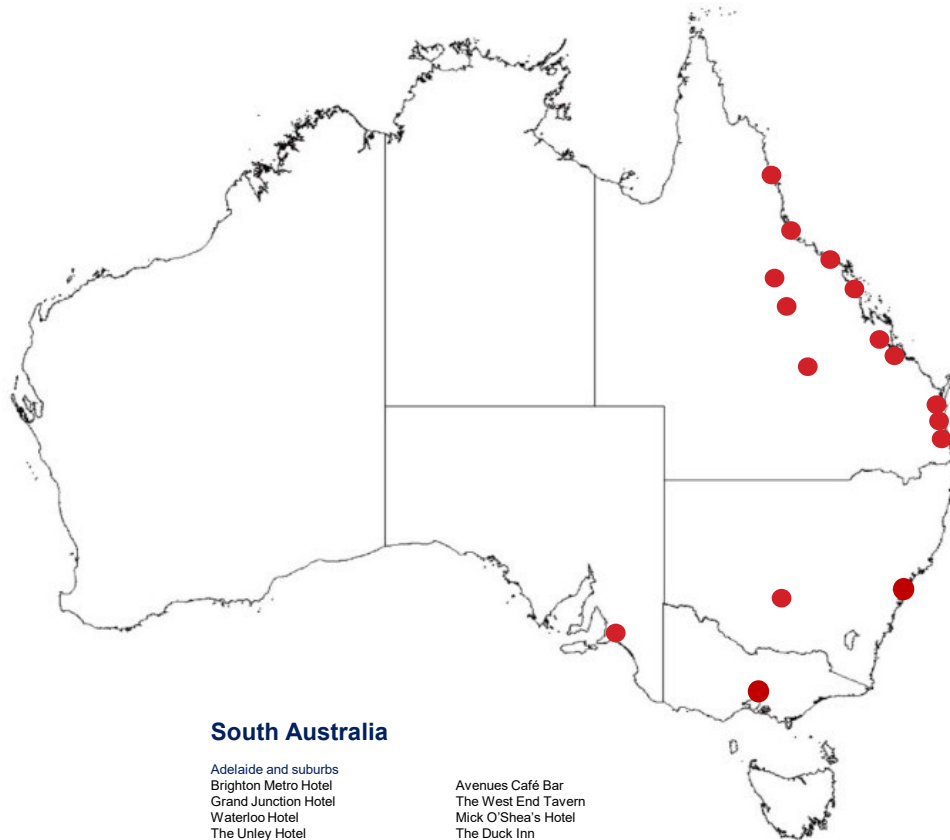 South Australia
Adelaide and suburbs
Brighton Metro Hotel
Grand Junction Hotel
Waterloo Hotel
The Unley Hotel
Avenues Café Bar
The West End Tavern
Mick O'Shea's Hotel
The Duck Inn